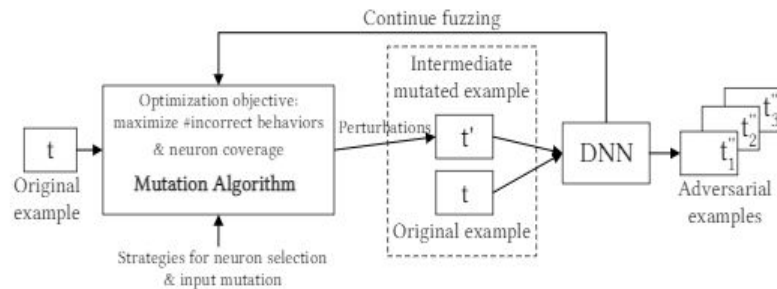 Continue fuzzing
Optimization objective:
maximize #incorrect behaviors
& neuron coverage
Mutation Algorithm
t
Original
example
Strategies for neuron selection
& input mutation
Perturbations
Intermediate
mutated example
t'
t
Original example
DNN
t"3
t"2
t"1
Adversarial
examples